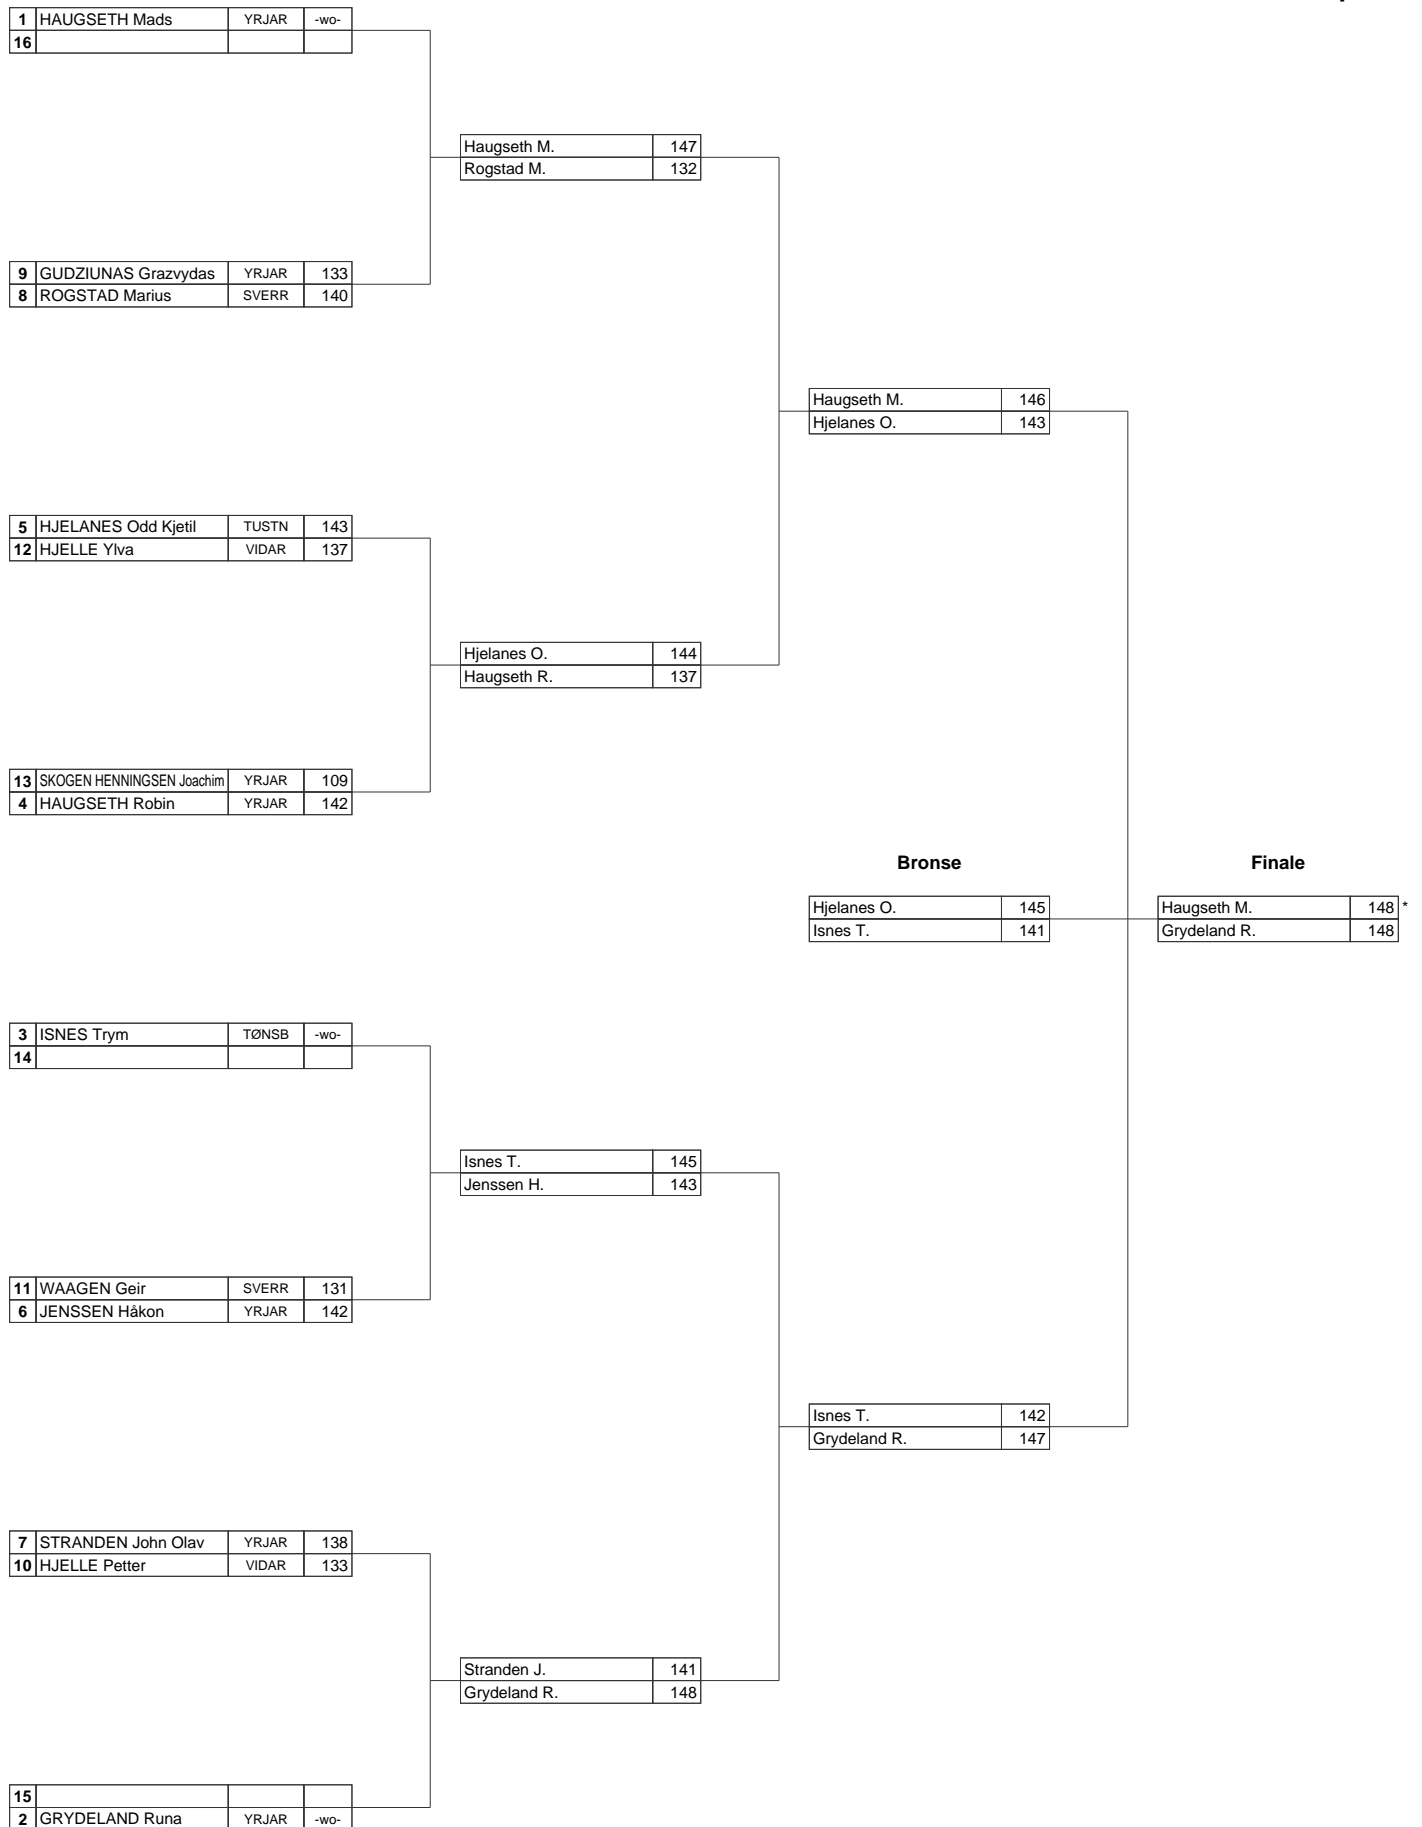 1 HAUGSETH Mads YRJAR -wo-
16
Haugseth M. 147
Rogstad M. 132
9 GUDZIUNAS Grazvydas YRJAR 133
8 ROGSTAD Marius SVERR 140
Haugseth M. 146
Hjelanes O. 143
5 HJELANES Odd Kjetil TUSTN 143
12 HJELLE Ylva VIDAR 137
Hjelanes O. 144
Haugseth R. 137
13 SKOGEN HENNINGSEN Joachim YRJAR 109
4 HAUGSETH Robin YRJAR 142
Bronse Finale
Hjelanes O. 145 Haugseth M. 148 *
Isnes T. 141 Grydeland R. 148
3 ISNES Trym TØNSB -wo-
14
Isnes T. 145
Jenssen H. 143
11 WAAGEN Geir SVERR 131
6 JENSSEN Håkon YRJAR 142
Isnes T. 142
Grydeland R. 147
7 STRANDEN John Olav YRJAR 138
10 HJELLE Petter VIDAR 133
Stranden J. 141
Grydeland R. 148
15
2 GRYDELAND Runa YRJAR -wo-